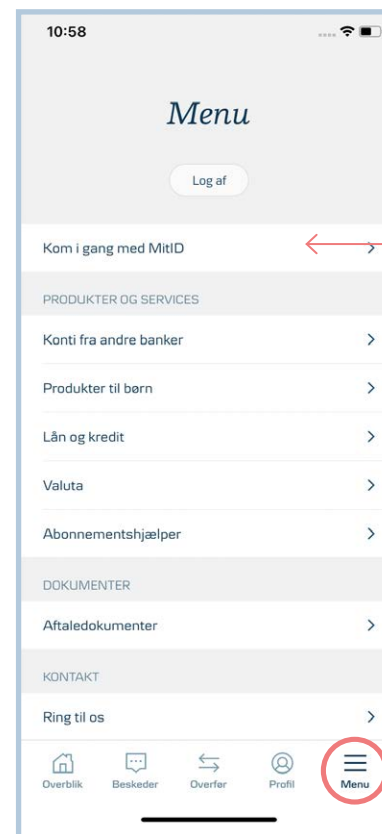 10:58
Menu
Log af
Kom i gang med MitID
PRODUKTER OG SERVICES
Konti fra andre banker
Produkter til børn
Lån og kredit
Valuta
Abonnementshjælper
DOKUMENTER
Aftaledokumenter
KONTAKT
Ring til os
Overblik Beskeder Overfør Profil Menu